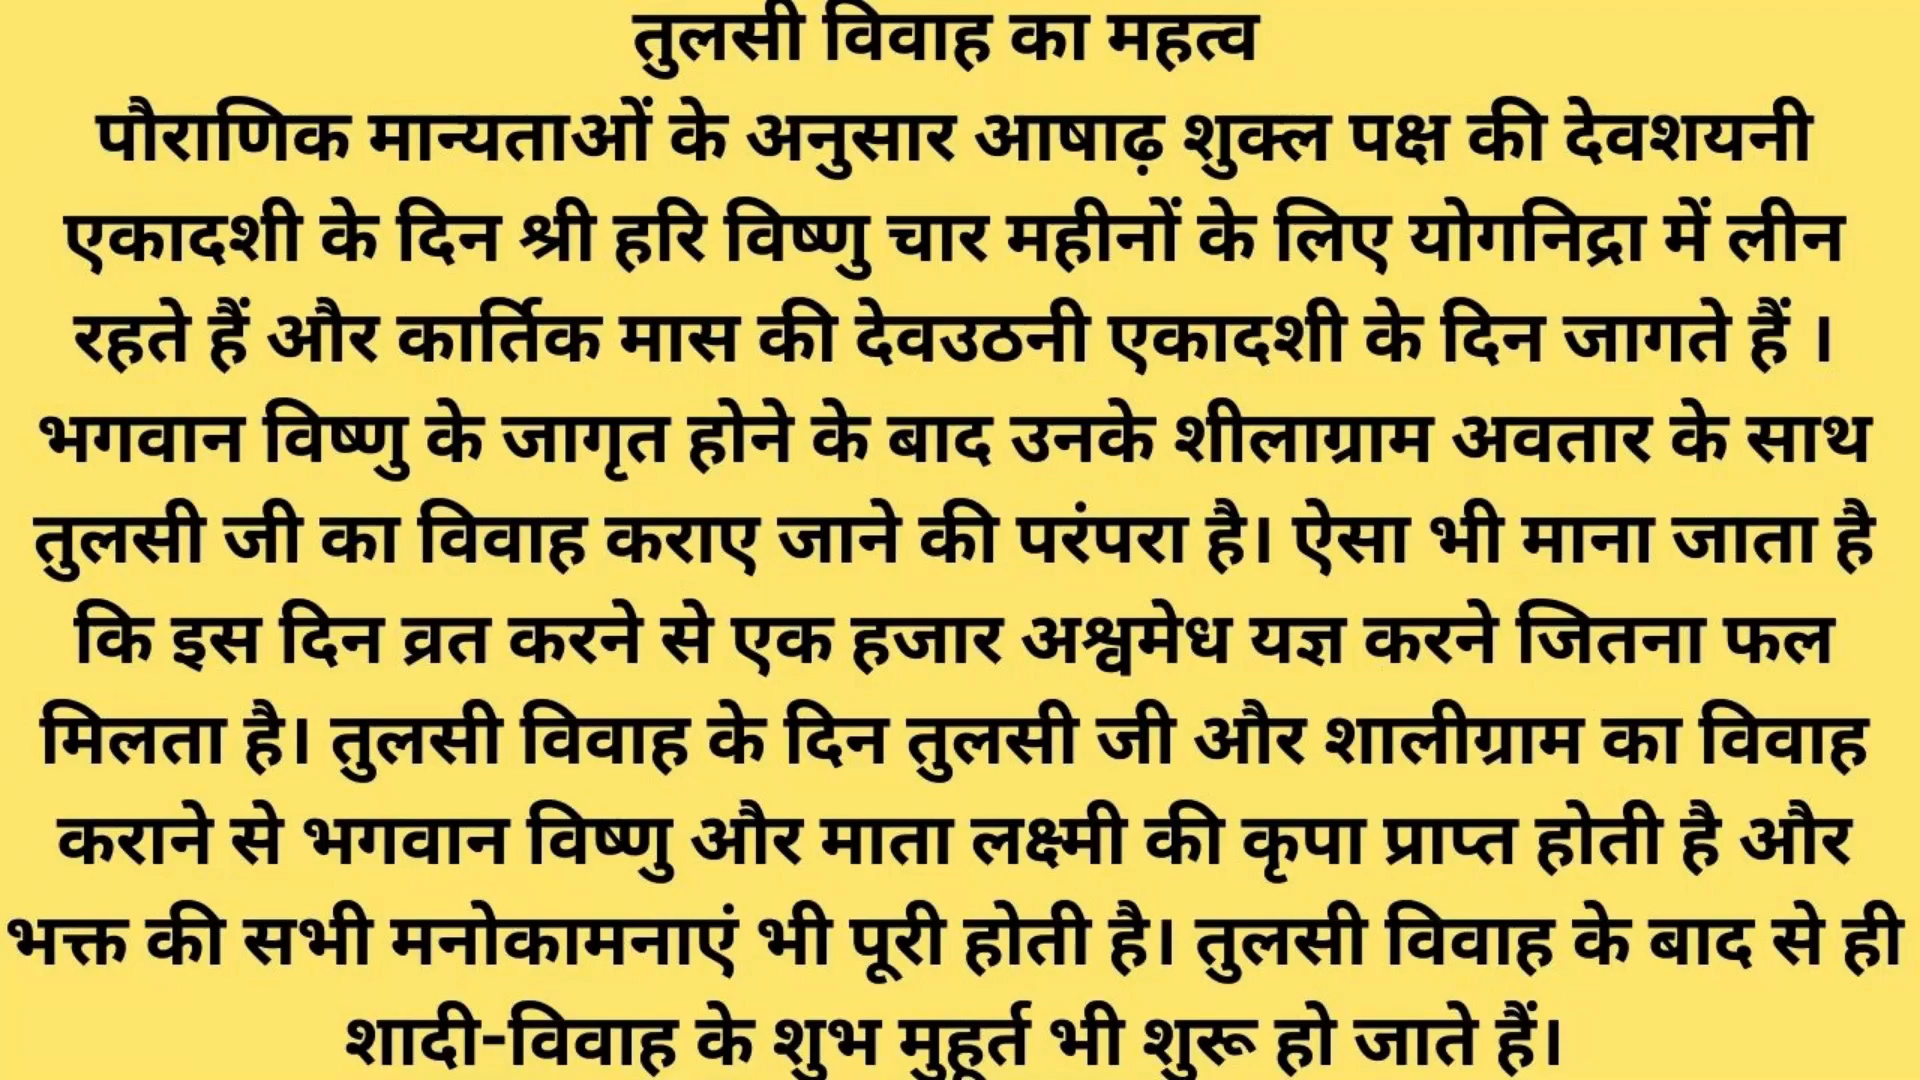 तुलसी विवाह का महत्व
पौराणिक मान्यताओं के अनुसार आषाढ़ शुक्ल पक्ष की देवशयनी
एकादशी के दिन श्री हरि विष्णु चार महीनों के लिए योगनिद्रा में लीन
रहते हैं और कार्तिक मास की देवउठनी एकादशी के दिन जागते हैं ।
भगवान विष्णु के जागृत होने के बाद उनके शीलाग्राम अवतार के साथ
तुलसी जी का विवाह कराए जाने की परंपरा है। ऐसा भी माना जाता है
कि इस दिन व्रत करने से एक हजार अश्वमेध यज्ञ करने जितना फल
मिलता है। तुलसी विवाह के दिन तुलसी जी और शालीग्राम का विवाह
कराने से भगवान विष्णु और माता लक्ष्मी की कृपा प्राप्त होती है और
भक्त की सभी मनोकामनाएं भी पूरी होती है। तुलसी विवाह के बाद से ही
शादी-विवाह के शुभ मुहूर्त भी शुरू हो जाते हैं।